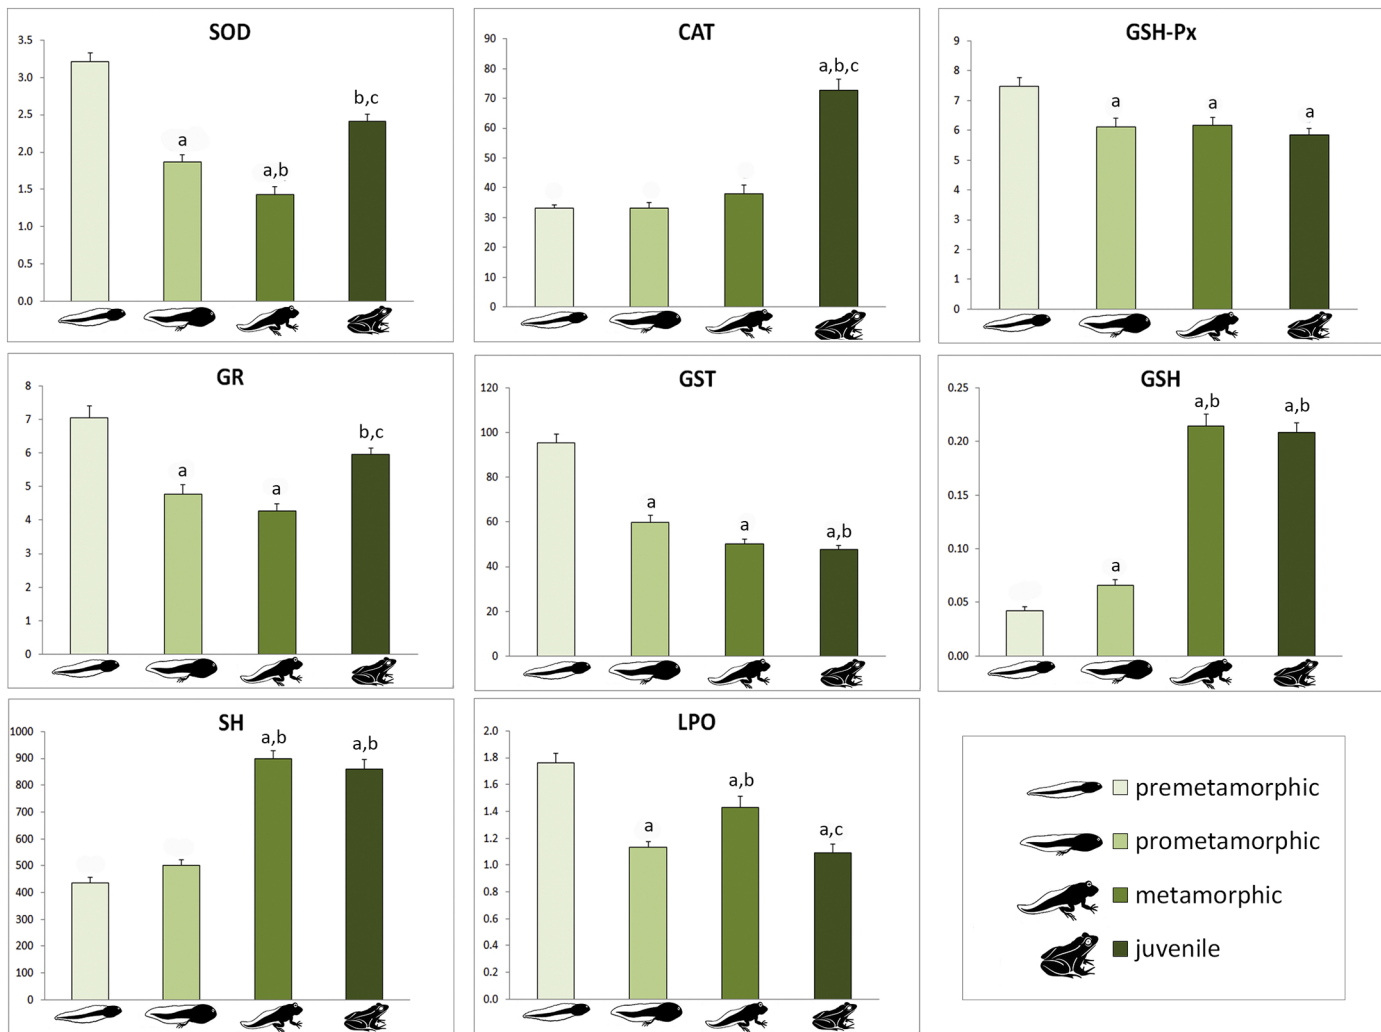 SOD
3.5
3.0
2.5
2.0
1.5
1.0
0.5
0.0
a
a,b
b,c
CAT
90
80
70
60
50
40
30
20
10
0
a,b,c
GSH-Px
9
8
7
6
5
4
3
2
1
0
a
a
a
GR
8
7
6
5
4
3
2
1
0
a
a
b,c
GST
120
100
80
60
40
20
0
a
a
a,b
GSH
0.25
0.20
0.15
0.10
0.05
0.00
a
a,b
a,b
SH
1000
900
800
700
600
500
400
300
200
100
0
a,b
a,b
LPO
2.0
1.8
1.6
1.4
1.2
1.0
0.8
0.6
0.4
0.2
0.0
a
a,b
a,c
premetamorphic
prometamorphic
metamorphic
juvenile